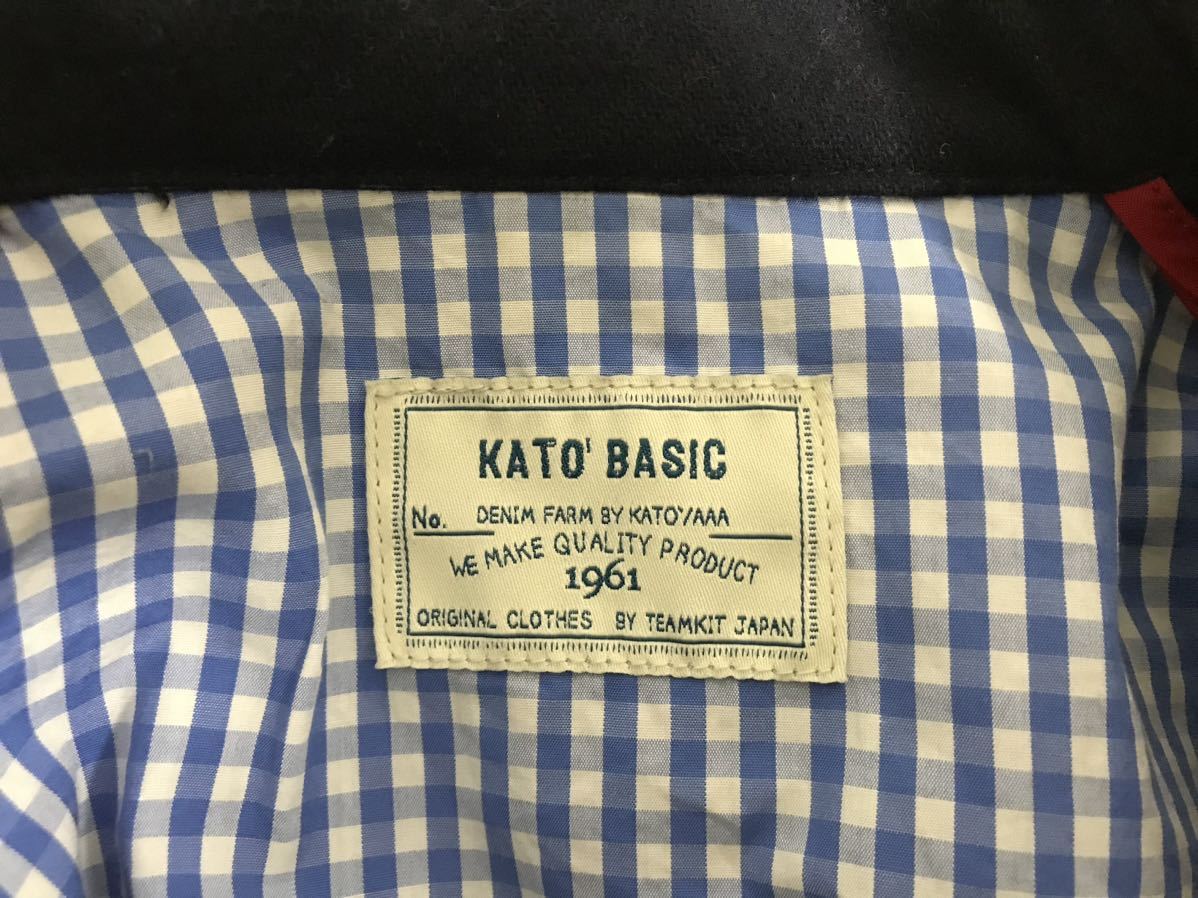 KATO' BASIC
No. DENIM FARM BY KATO'/AAA
WE MAKE QUALITY PRODUCT
1961
ORIGINAL CLOTHES BY TEAMKIT JAPAN